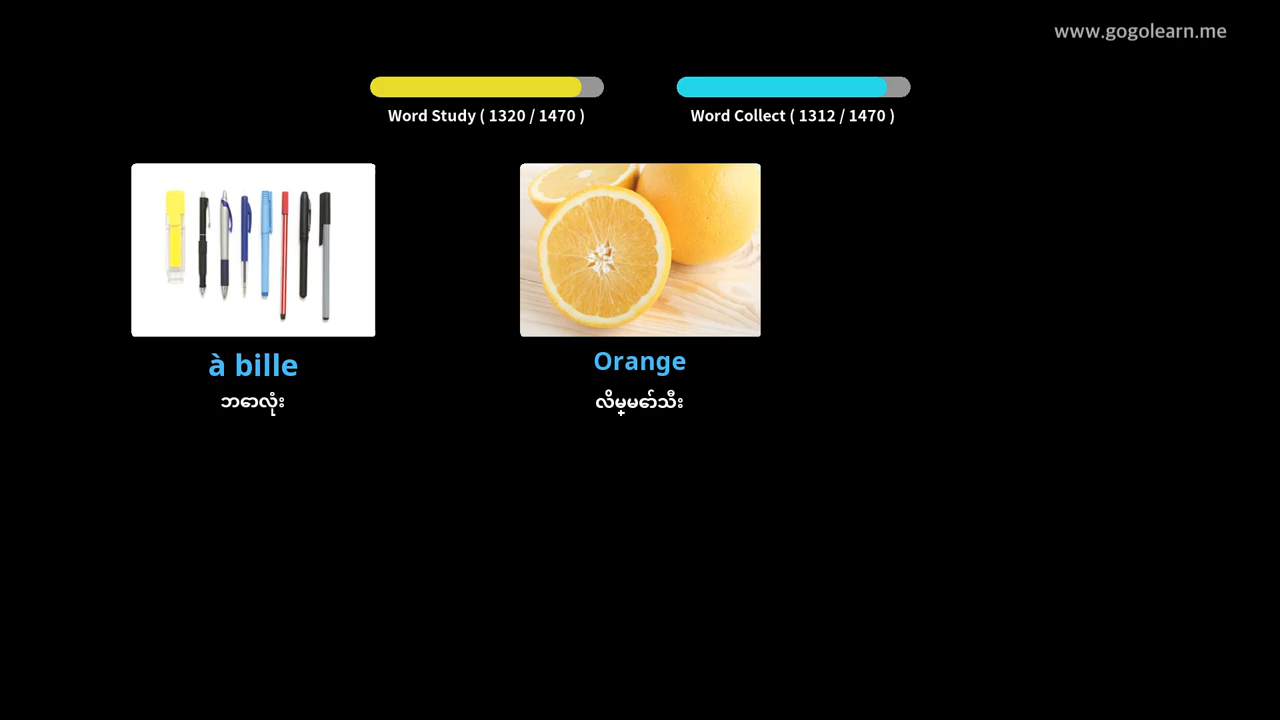 www.gogolearn.me
Word Study ( 1320 / 1470 )
Word Collect ( 1312 / 1470 )
à bille
Orange
ဘောလုံး
လိမ္မော်သီး